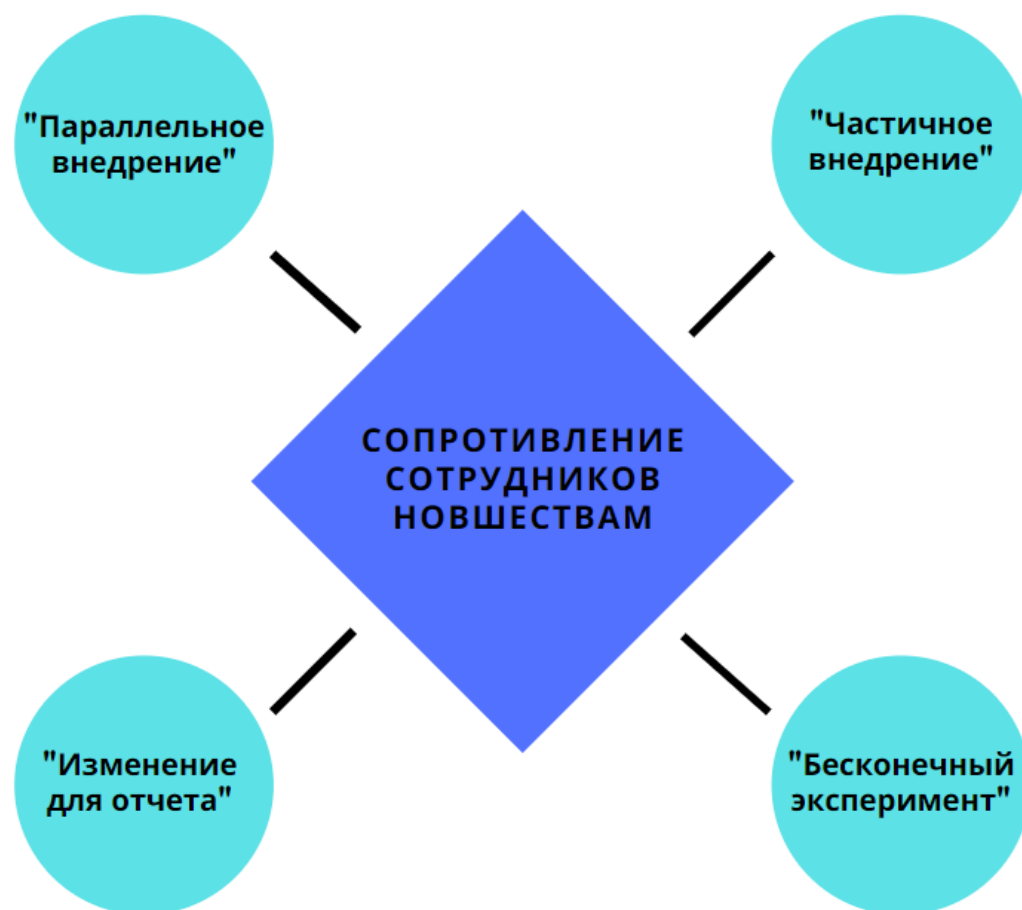 "Параллельное
внедрение"
"Частичное
внедрение"
СОПРОТИВЛЕНИЕ
СОТРУДНИКОВ
НОВШЕСТВАМ
"Изменение
для отчета"
"Бесконечный
эксперимент"